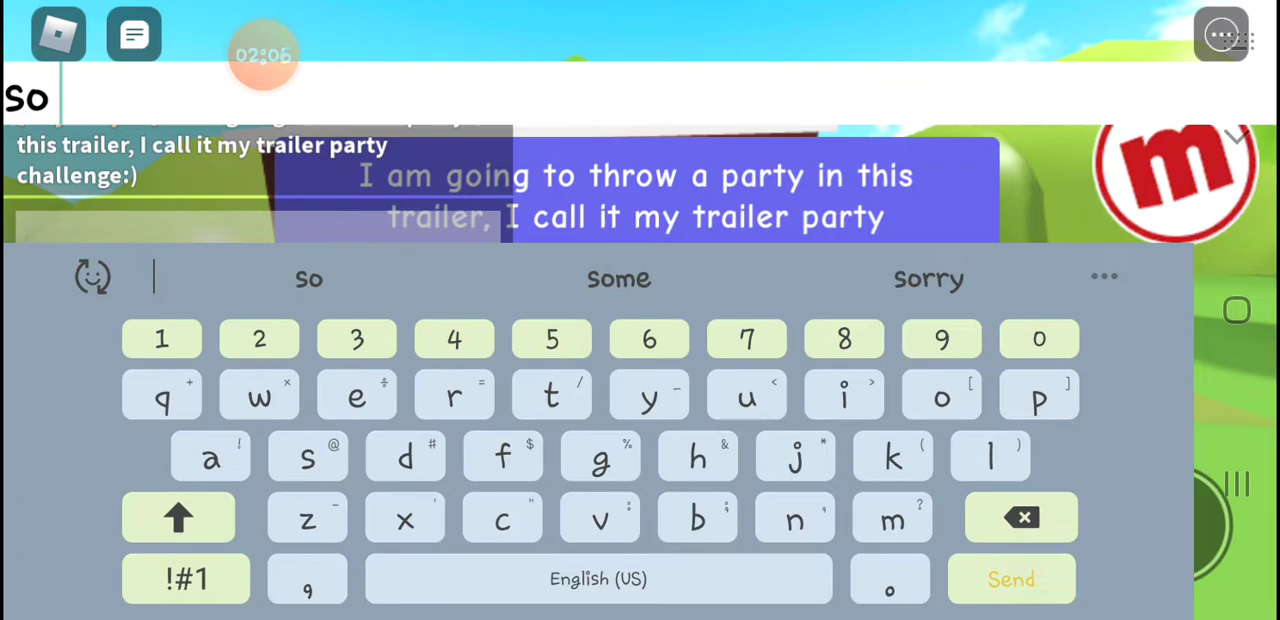 02:05
So
this trailer, I call it my trailer party
challenge:)
I am going to throw a party in this
trailer, I call it my trailer party
m
so some sorry
1 2 3 4 5 6 7 8 9 0
q + w × e ÷ r = t / y _ u < i > o [ p ]
a ! s @ d # f $ g % h & j * k ( l )
z - x ' c " v : b ; n , m ?
!#1 , English (US) . Send